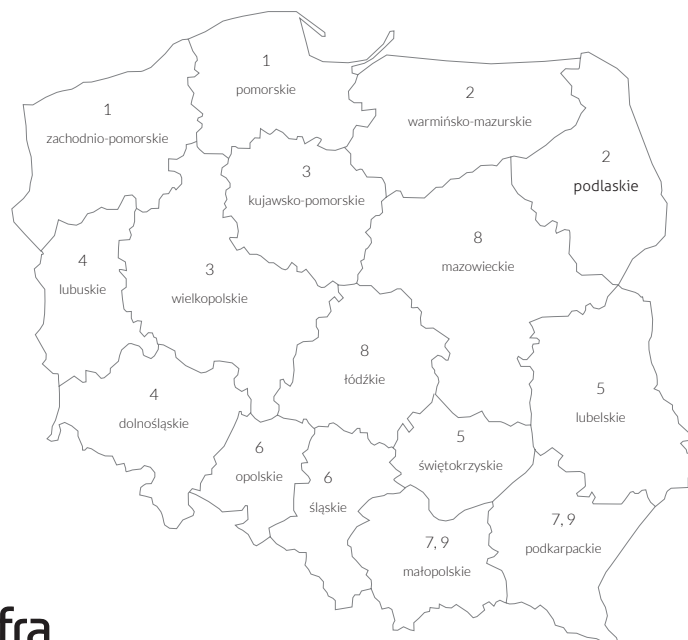 1
pomorskie
1
zachodnio-pomorskie
2
warmińsko-mazurskie
2
podlaskie
3
kujawsko-pomorskie
8
mazowieckie
4
lubuskie
3
wielkopolskie
8
łódźkie
4
dolnośląskie
5
lubelskie
5
świętokrzyskie
6
opolskie
6
śląskie
7, 9
podkarpackie
7, 9
małopolskie
fra